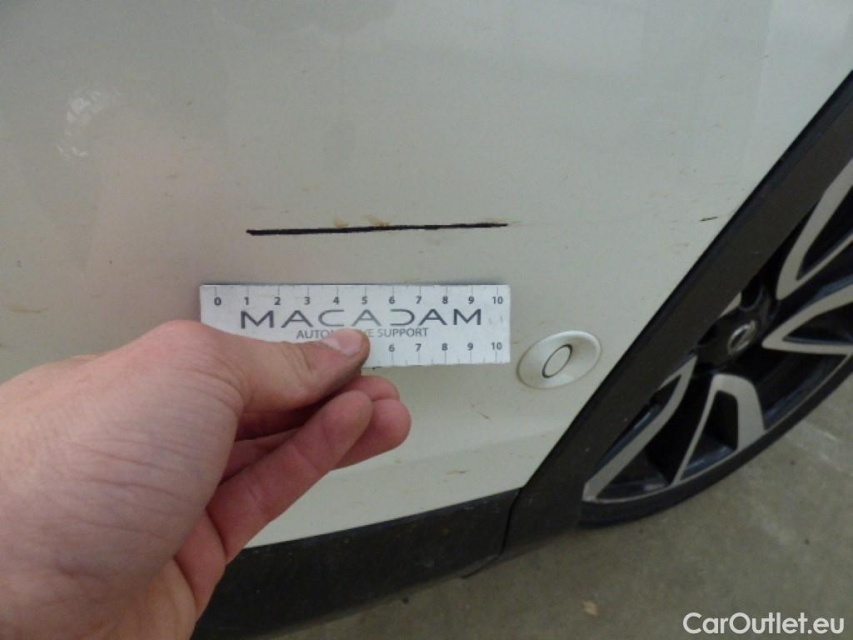 0 1 2 3 4 5 6 7 8 9 10
MACADAM
AUTOMOTIVE SUPPORT
6 7 8 9 10
CarOutlet.eu